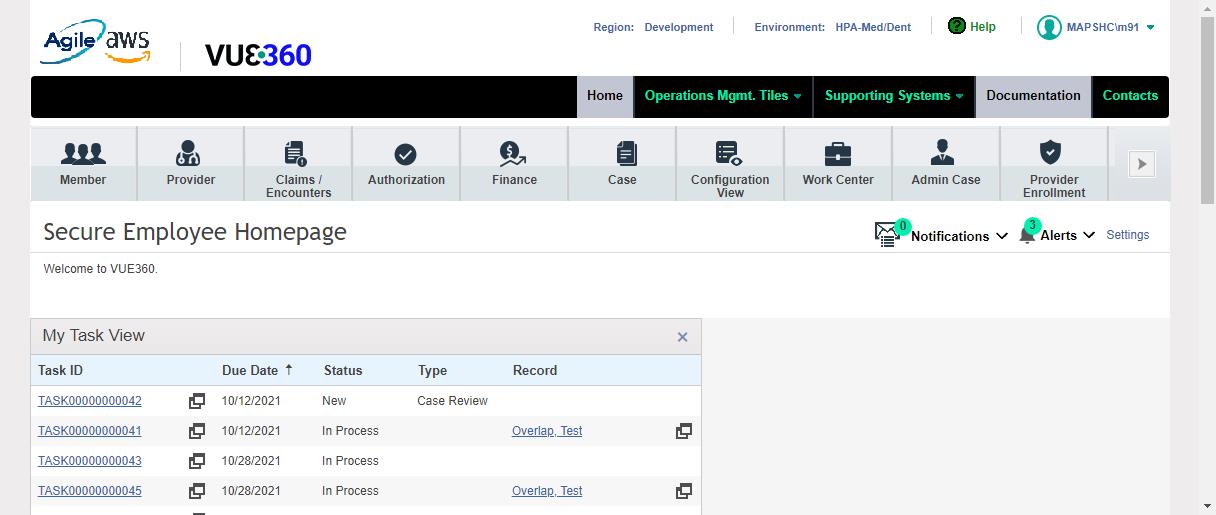 Agile aws
VUE360
Region: Development Environment: HPA-Med/Dent ? Help MAPSHC\m91
Home Operations Mgmt. Tiles Supporting Systems Documentation Contacts
Member Provider Claims / Encounters Authorization Finance Case Configuration View Work Center Admin Case Provider Enrollment
Secure Employee Homepage
0 Notifications 3 Alerts Settings
Welcome to VUE360.
My Task View ×
Task ID Due Date ↑ Status Type Record
TASK00000000042 10/12/2021 New Case Review
TASK00000000041 10/12/2021 In Process Overlap, Test
TASK00000000043 10/28/2021 In Process
TASK00000000045 10/28/2021 In Process Overlap, Test